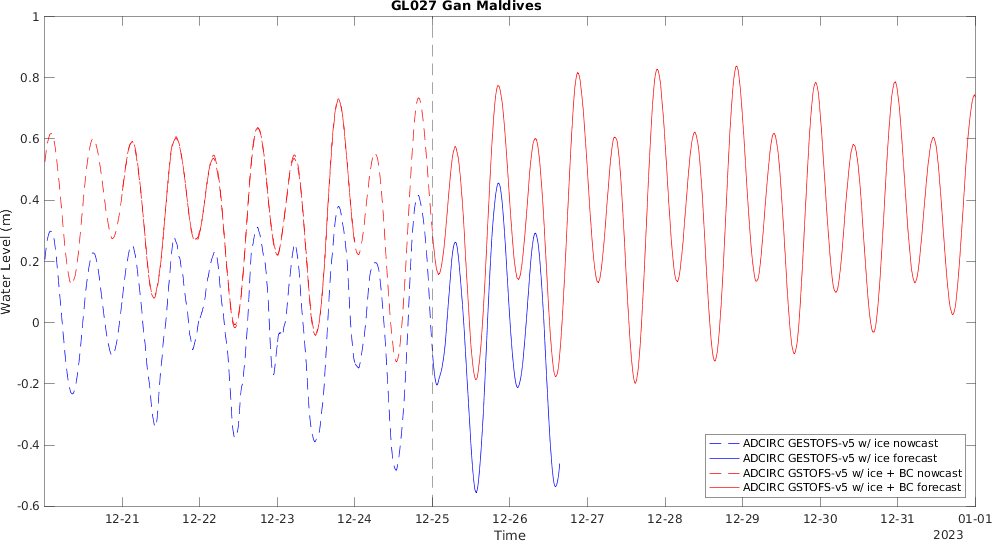 GL027 Gan Maldives
1
0.8
0.6
0.4
0.2
0
-0.2
-0.4
-0.6
Water Level (m)
ADCIRC GESTOFS-v5 w/ ice nowcast
ADCIRC GESTOFS-v5 w/ ice forecast
ADCIRC GSTOFS-v5 w/ ice + BC nowcast
ADCIRC GSTOFS-v5 w/ ice + BC forecast
12-21 12-22 12-23 12-24 12-25 12-26 12-27 12-28 12-29 12-30 12-31 01-01
Time
2023